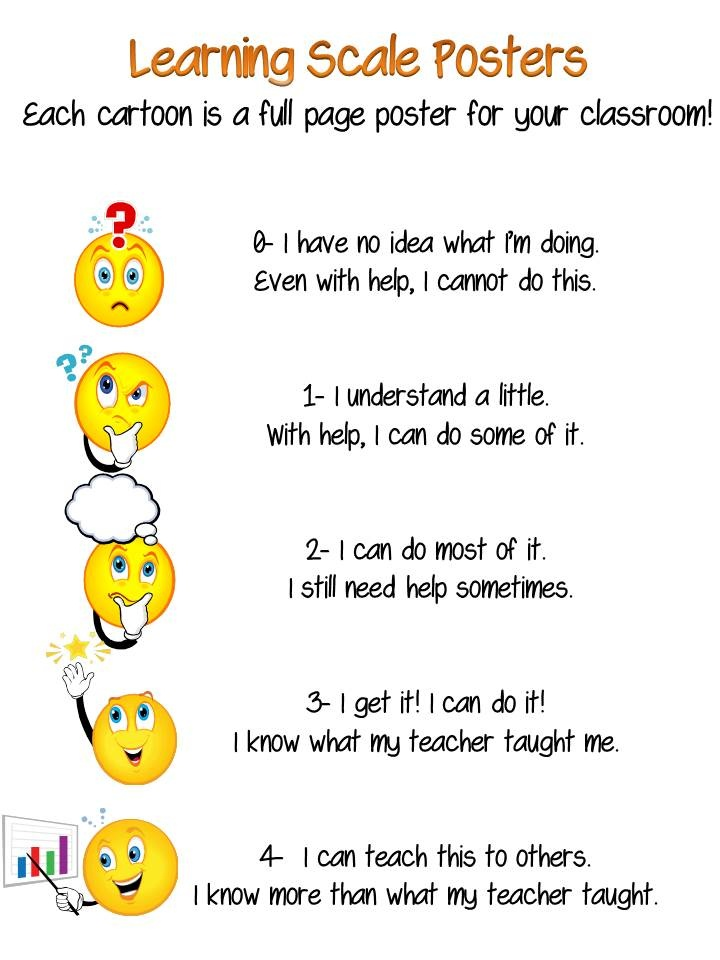 Learning Scale Posters
Each cartoon is a full page poster for your classroom!
?
0- I have no idea what I'm doing.
Even with help, I cannot do this.
??
1- I understand a little.
With help, I can do some of it.
2- I can do most of it.
I still need help sometimes.
3- I get it! I can do it!
I know what my teacher taught me.
4- I can teach this to others.
I know more than what my teacher taught.